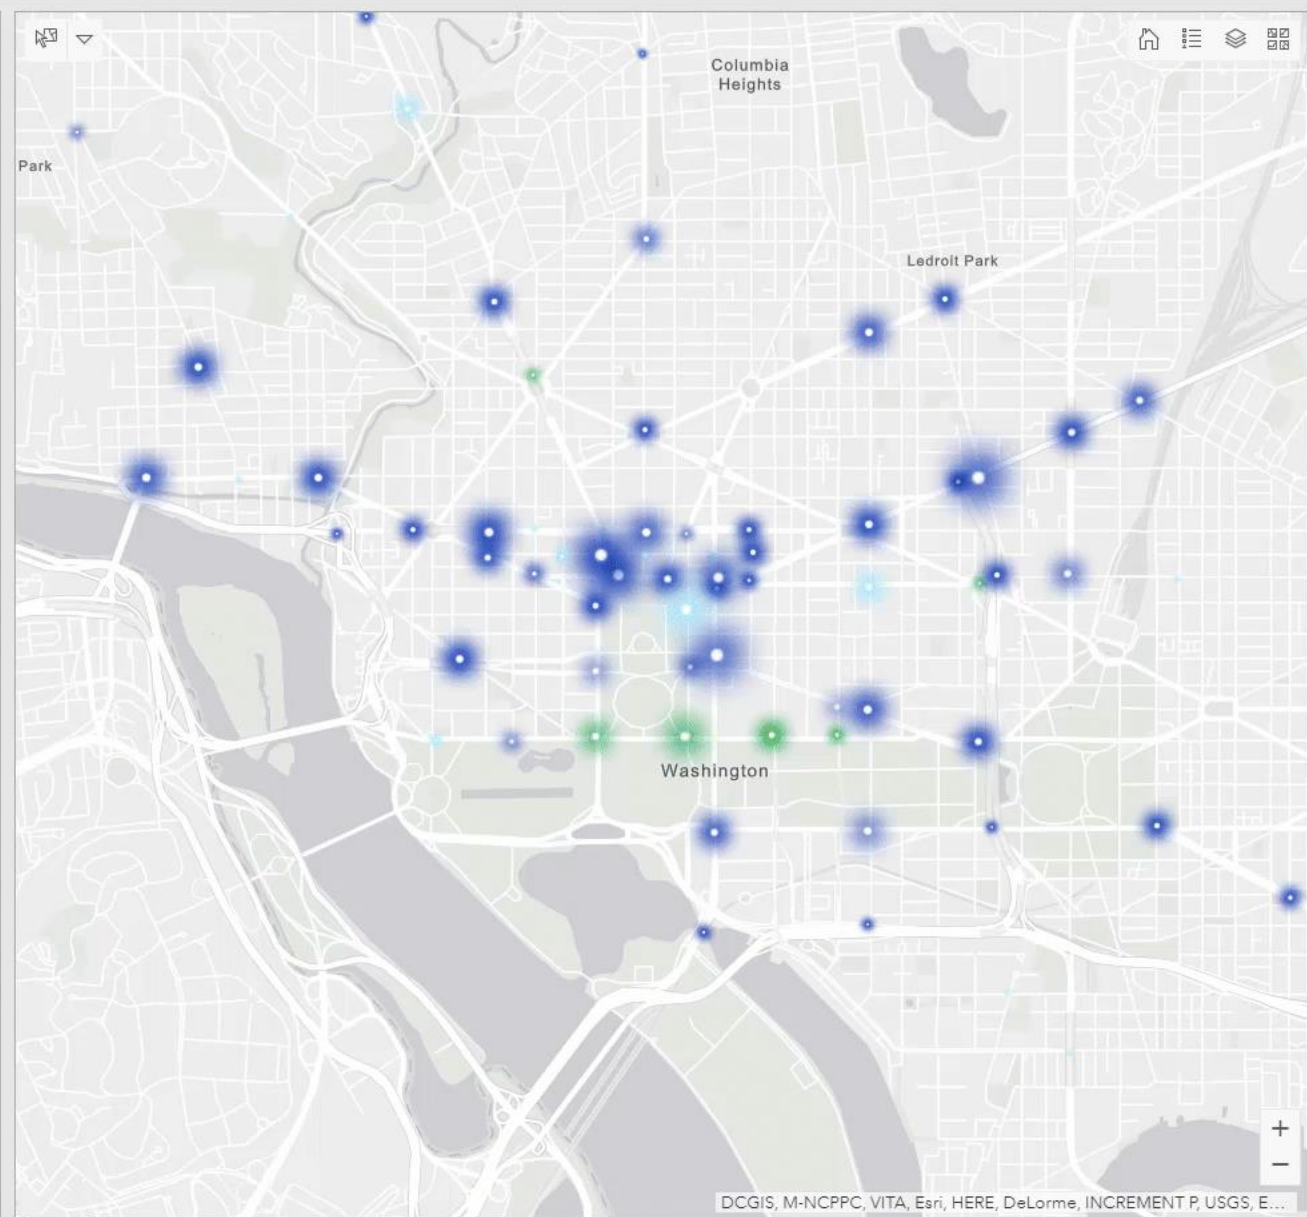 Columbia
Heights
Park
Ledroit Park
Washington
+
−
DCGIS, M-NCPPC, VITA, Esri, HERE, DeLorme, INCREMENT P, USGS, E...